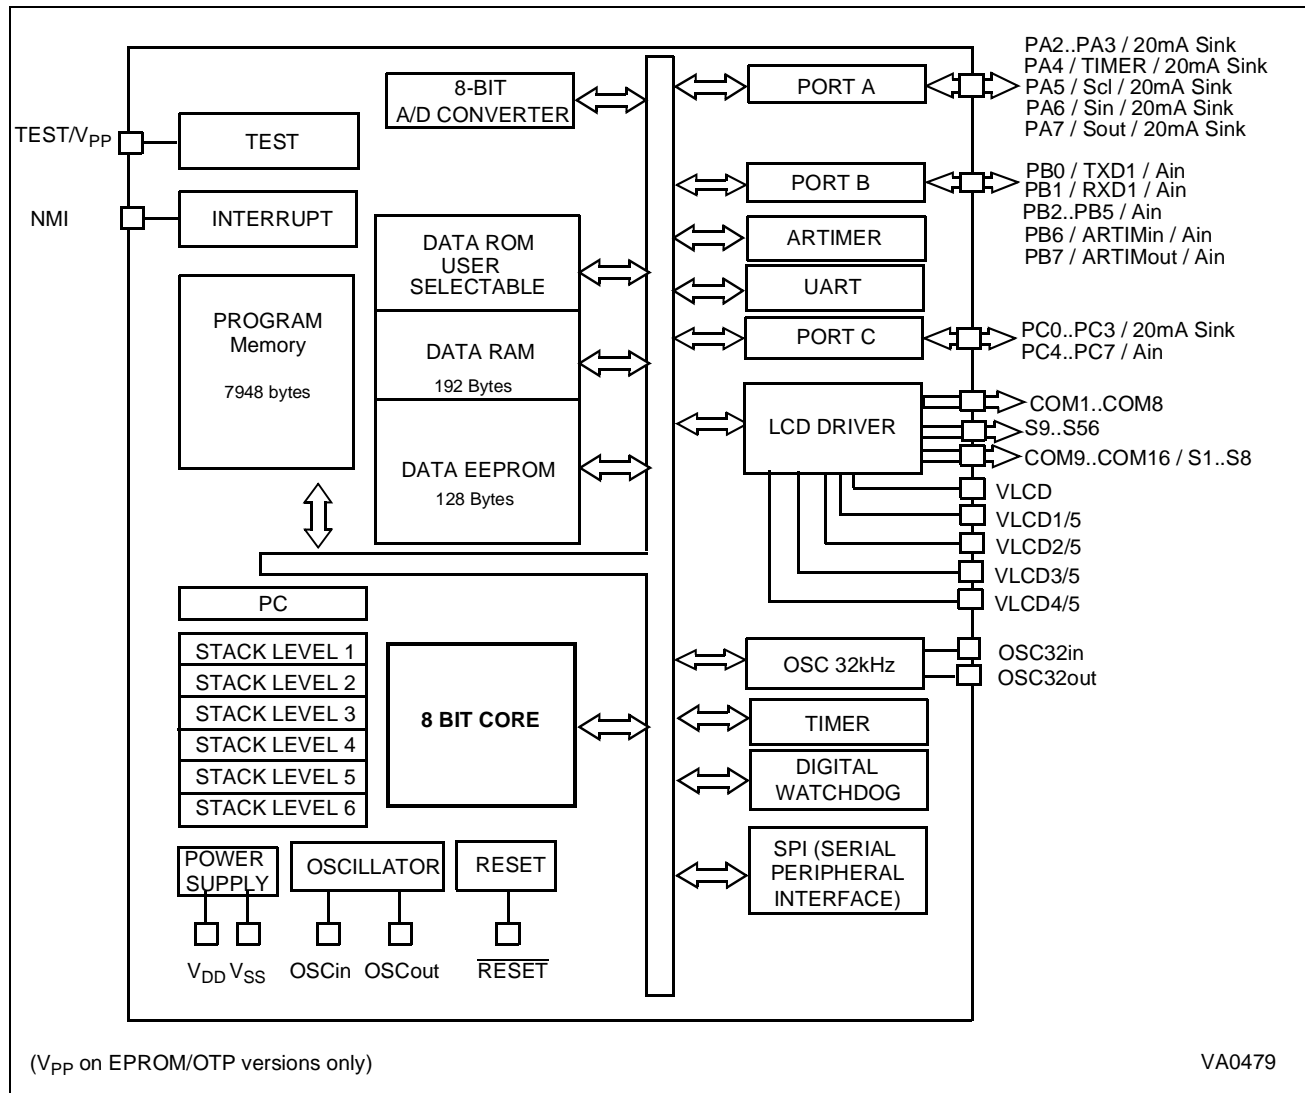 8-BIT
A/D CONVERTER
TEST/VPP
TEST
NMI
INTERRUPT
PROGRAM
Memory
7948 bytes
DATA ROM
USER
SELECTABLE
DATA RAM
192 Bytes
DATA EEPROM
128 Bytes
PC
STACK LEVEL 1
STACK LEVEL 2
STACK LEVEL 3
STACK LEVEL 4
STACK LEVEL 5
STACK LEVEL 6
8 BIT CORE
POWER
SUPPLY
OSCILLATOR
RESET
VDD VSS
OSCin
OSCout
RESET
PORT A
PA2..PA3 / 20mA Sink
PA4 / TIMER / 20mA Sink
PA5 / Scl / 20mA Sink
PA6 / Sin / 20mA Sink
PA7 / Sout / 20mA Sink
PORT B
PB0 / TXD1 / Ain
PB1 / RXD1 / Ain
PB2..PB5 / Ain
PB6 / ARTIMin / Ain
PB7 / ARTIMout / Ain
ARTIMER
UART
PORT C
PC0..PC3 / 20mA Sink
PC4..PC7 / Ain
LCD DRIVER
COM1..COM8
S9..S56
COM9..COM16 / S1..S8
VLCD
VLCD1/5
VLCD2/5
VLCD3/5
VLCD4/5
OSC 32kHz
OSC32in
OSC32out
TIMER
DIGITAL
WATCHDOG
SPI (SERIAL
PERIPHERAL
INTERFACE)
(VPP on EPROM/OTP versions only)
VA0479